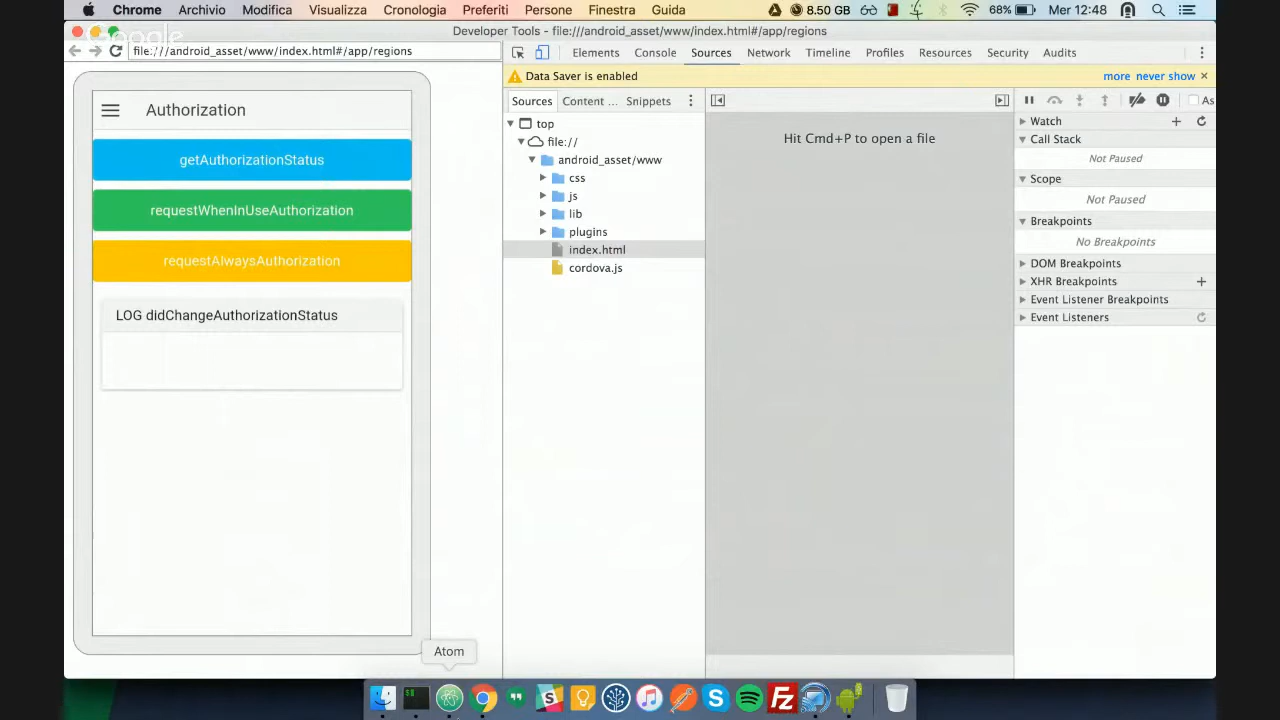 Chrome Archivio Modifica Visualizza Cronologia Preferiti Persone Finestra Guida 8.50 GB 68% Mer 12:48
Google
Developer Tools - file:///android_asset/www/index.html#/app/regions
file:///android_asset/www/index.html#/app/regions
Elements Console Sources Network Timeline Profiles Resources Security Audits
Data Saver is enabled more never show
Sources Content ... Snippets
As
top
file://
android_asset/www
css
js
lib
plugins
index.html
cordova.js
Hit Cmd+P to open a file
Watch
Call Stack
Not Paused
Scope
Not Paused
Breakpoints
No Breakpoints
DOM Breakpoints
XHR Breakpoints
Event Listener Breakpoints
Event Listeners
Authorization
getAuthorizationStatus
requestWhenInUseAuthorization
requestAlwaysAuthorization
LOG didChangeAuthorizationStatus
Atom